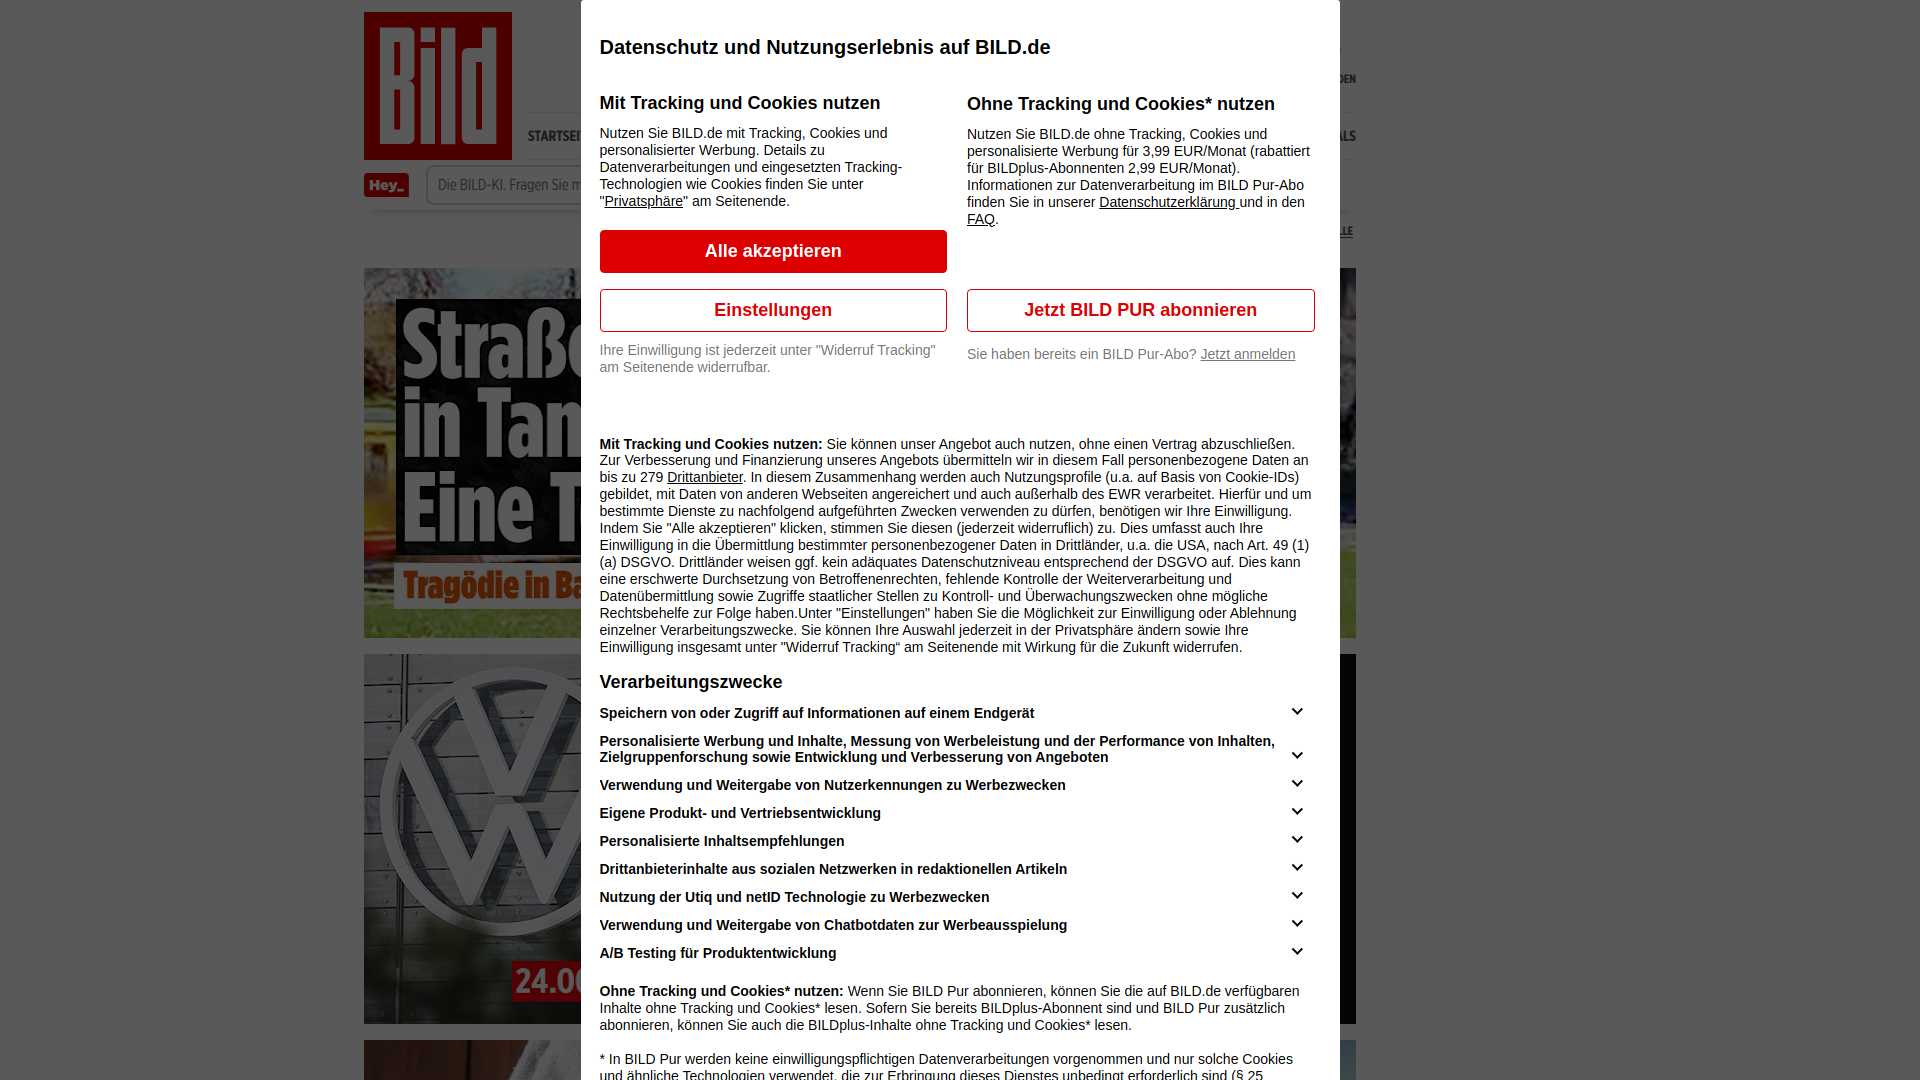 Bild
Datenschutz und Nutzungserlebnis auf BILD.de
Mit Tracking und Cookies nutzen
Nutzen Sie BILD.de mit Tracking, Cookies und
personalisierter Werbung. Details zu
Datenverarbeitungen und eingesetzten Tracking-
Technologien wie Cookies finden Sie unter
"Privatsphäre" am Seitenende.
Alle akzeptieren
Einstellungen
Ihre Einwilligung ist jederzeit unter "Widerruf Tracking"
am Seitenende widerrufbar.
Ohne Tracking und Cookies* nutzen
Nutzen Sie BILD.de ohne Tracking, Cookies und
personalisierte Werbung für 3,99 EUR/Monat (rabattiert
für BILDplus-Abonnenten 2,99 EUR/Monat).
Informationen zur Datenverarbeitung im BILD Pur-Abo
finden Sie in unserer Datenschutzerklärung und in den
FAQ.
Jetzt BILD PUR abonnieren
Sie haben bereits ein BILD Pur-Abo? Jetzt anmelden
Hey_
Die BILD-KI. Fragen Sie
in
Eine
Tragödie in
Mit Tracking und Cookies nutzen: Sie können unser Angebot auch nutzen, ohne einen Vertrag abzuschließen.
Zur Verbesserung und Finanzierung unseres Angebots übermitteln wir in diesem Fall personenbezogene Daten an
bis zu 279 Drittanbieter. In diesem Zusammenhang werden auch Nutzungsprofile (u.a. auf Basis von Cookie-IDs)
gebildet, mit Daten von anderen Webseiten angereichert und auch außerhalb des EWR verarbeitet. Hierfür und um
bestimmte Dienste zu nachfolgend aufgeführten Zwecken verwenden zu dürfen, benötigen wir Ihre Einwilligung.
Indem Sie "Alle akzeptieren" klicken, stimmen Sie diesen (jederzeit widerruflich) zu. Dies umfasst auch Ihre
Einwilligung in die Übermittlung bestimmter personenbezogener Daten in Drittländer, u.a. die USA, nach Art. 49 (1)
(a) DSGVO. Drittländer weisen ggf. kein adäquates Datenschutzniveau entsprechend der DSGVO auf. Dies kann
eine erschwerte Durchsetzung von Betroffenenrechten, fehlende Kontrolle der Weiterverarbeitung und
Datenübermittlung sowie Zugriffe staatlicher Stellen zu Kontroll- und Überwachungszwecken ohne mögliche
Rechtsbehelfe zur Folge haben.Unter "Einstellungen" haben Sie die Möglichkeit zur Einwilligung oder Ablehnung
einzelner Verarbeitungszwecke. Sie können Ihre Auswahl jederzeit in der Privatsphäre ändern sowie Ihre
Einwilligung insgesamt unter "Widerruf Tracking“ am Seitenende mit Wirkung für die Zukunft widerrufen.
Verarbeitungszwecke
Speichern von oder Zugriff auf Informationen auf einem Endgerät
Personalisierte Werbung und Inhalte, Messung von Werbeleistung und der Performance von Inhalten,
Zielgruppenforschung sowie Entwicklung und Verbesserung von Angeboten
Verwendung und Weitergabe von Nutzerkennungen zu Werbezwecken
Eigene Produkt- und Vertriebsentwicklung
Personalisierte Inhaltsempfehlungen
Drittanbieterinhalte aus sozialen Netzwerken in redaktionellen Artikeln
Nutzung der Utiq und netID Technologie zu Werbezwecken
Verwendung und Weitergabe von Chatbotdaten zur Werbeausspielung
A/B Testing für Produktentwicklung
Ohne Tracking und Cookies* nutzen: Wenn Sie BILD Pur abonnieren, können Sie die auf BILD.de verfügbaren
Inhalte ohne Tracking und Cookies* lesen. Sofern Sie bereits BILDplus-Abonnent sind und BILD Pur zusätzlich
abonnieren, können Sie auch die BILDplus-Inhalte ohne Tracking und Cookies* lesen.
* In BILD Pur werden keine einwilligungspflichtigen Datenverarbeitungen vorgenommen und nur solche Cookies
und ähnliche Technologien verwendet, die zur Erbringung dieses Dienstes unbedingt erforderlich sind (§ 25